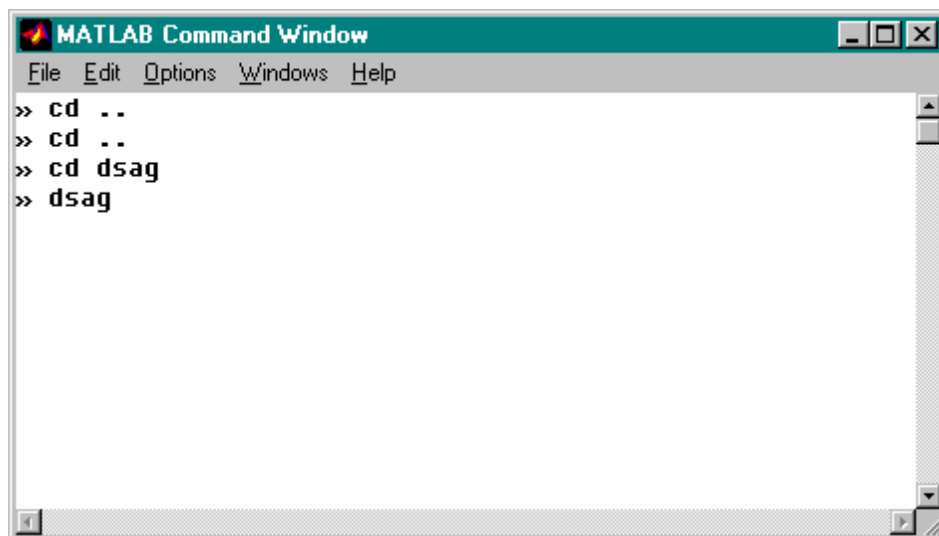 MATLAB Command Window
File Edit Options Windows Help
» cd ..
» cd ..
» cd dsag
» dsag